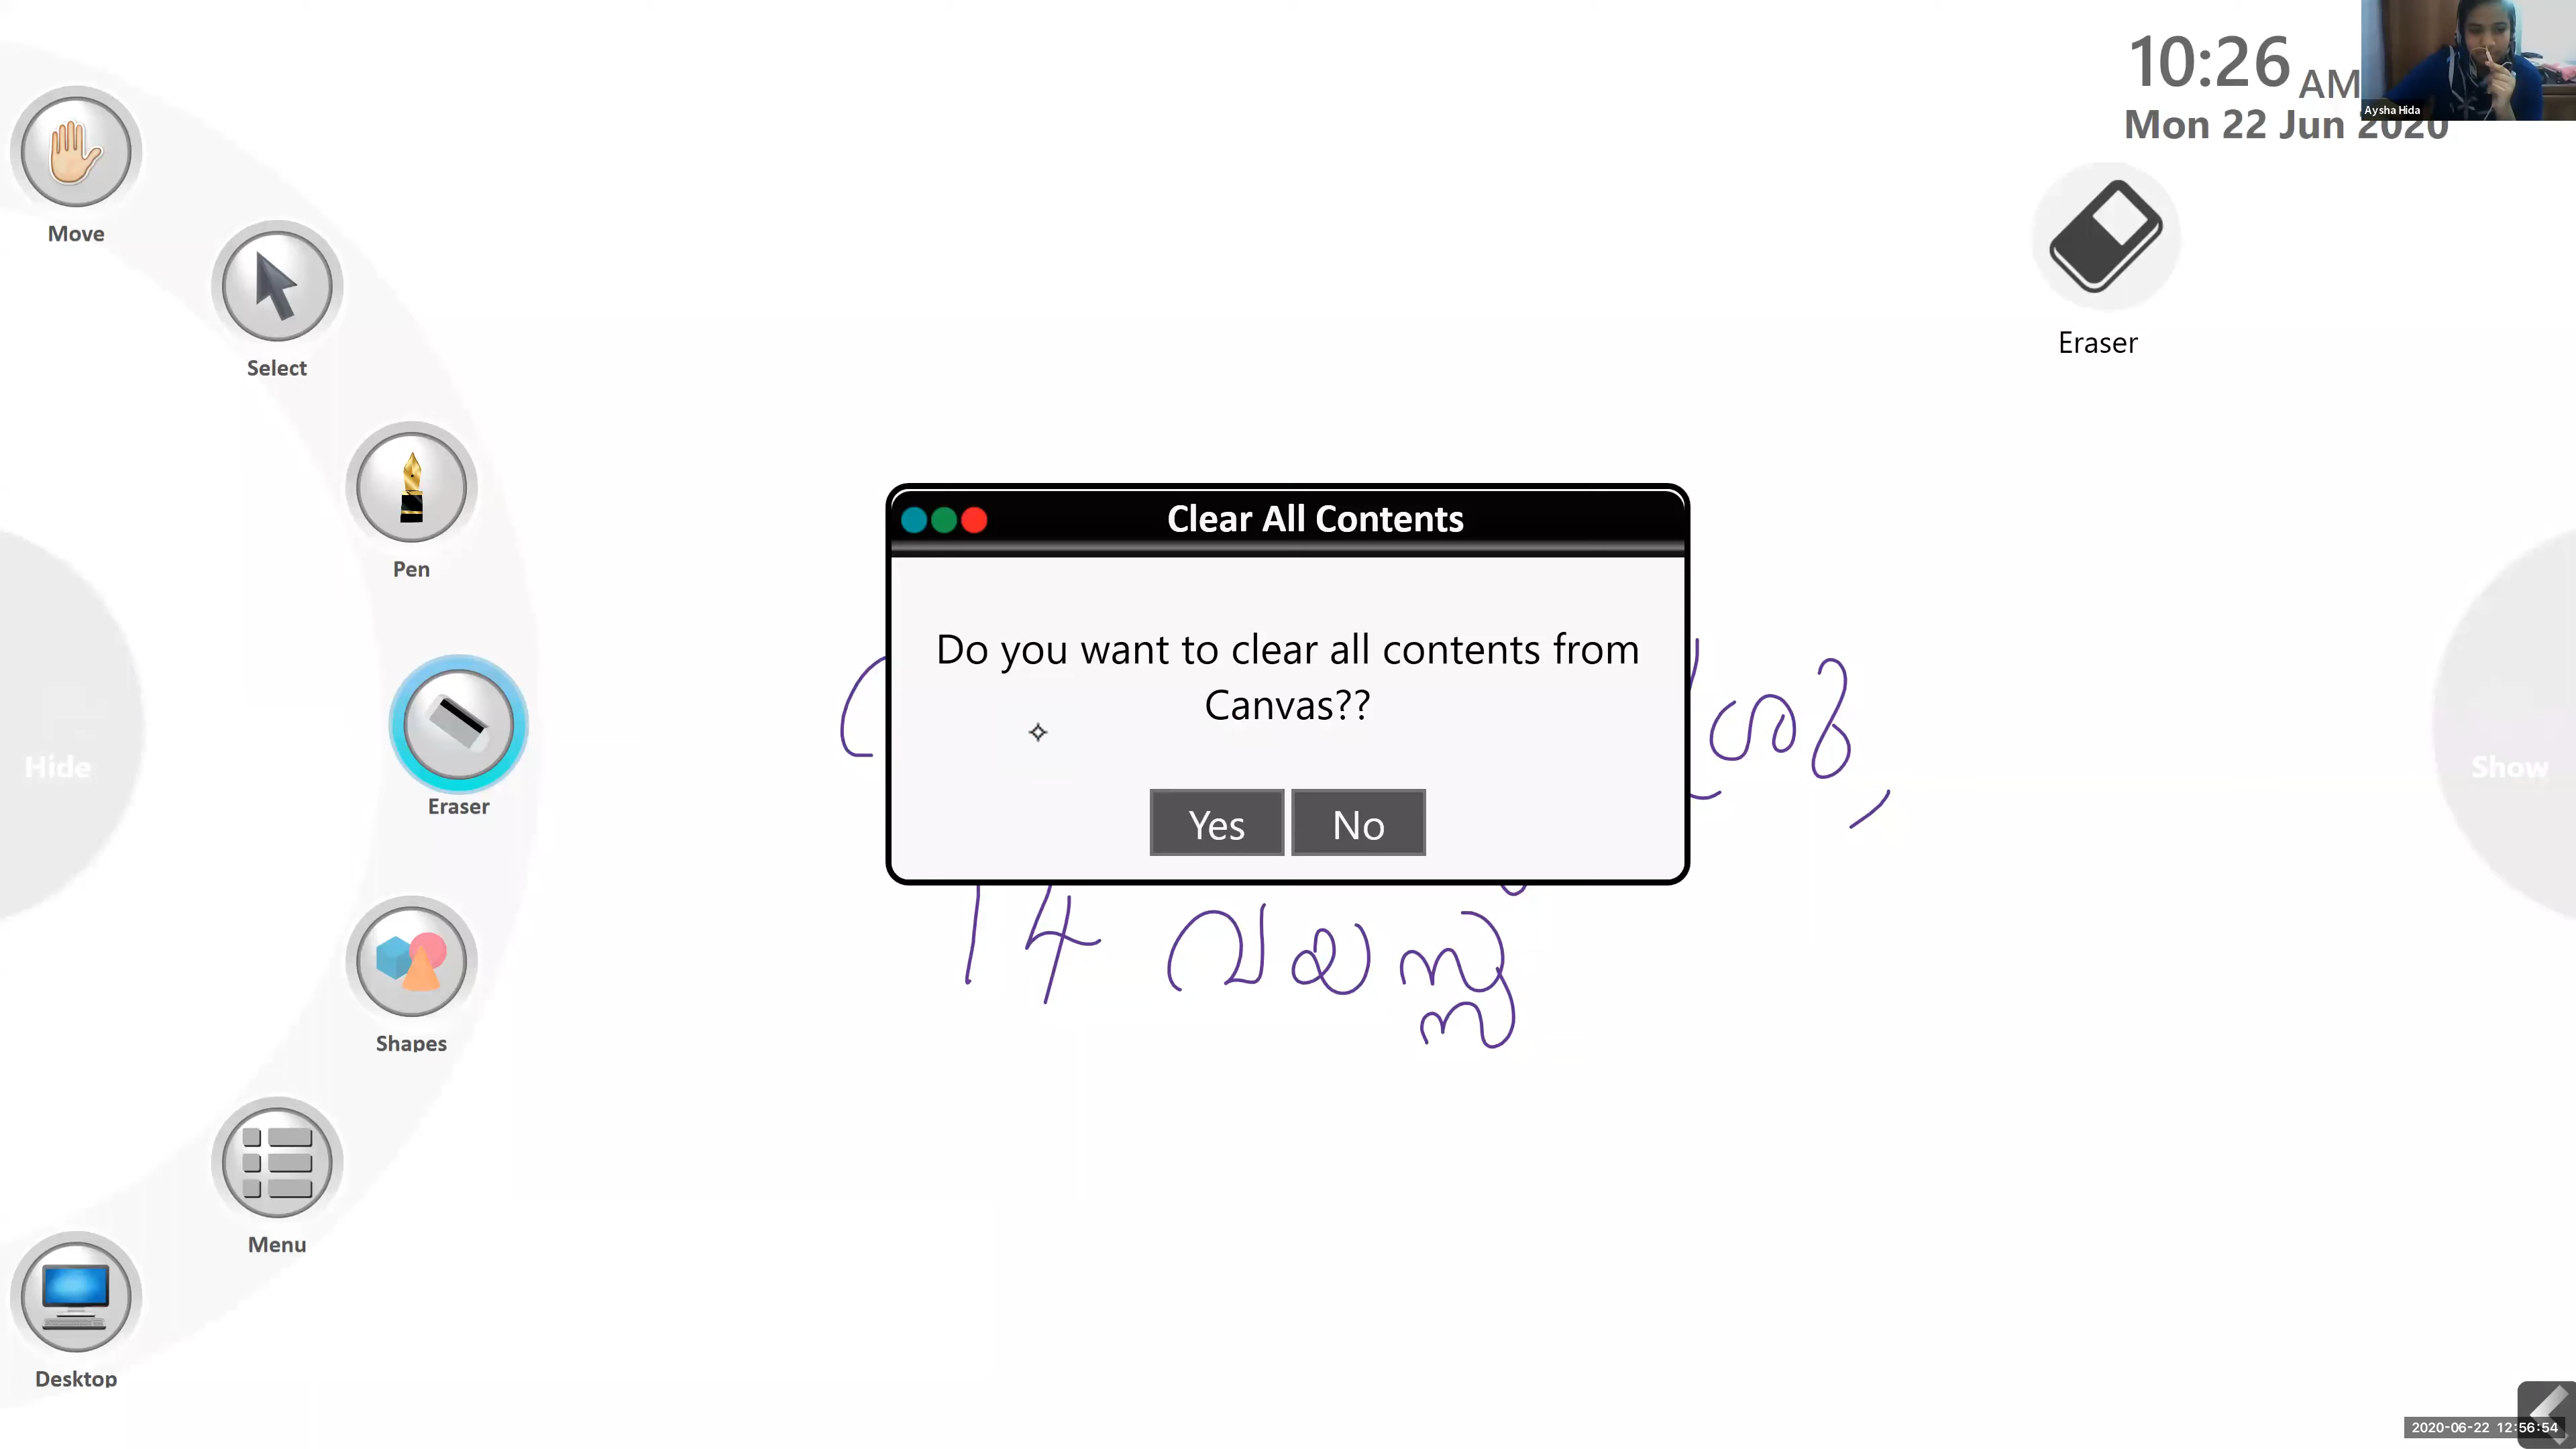 10:26 AM
Aysha Hida
Mon 22 Jun 2020
Move
Select
Eraser
Pen
Clear All Contents
Do you want to clear all contents from
Canvas??
Hide
Show
Yes No
Eraser
14 വയസ്സ്
Shapes
Menu
Desktop
2020-06-22 12:56:54